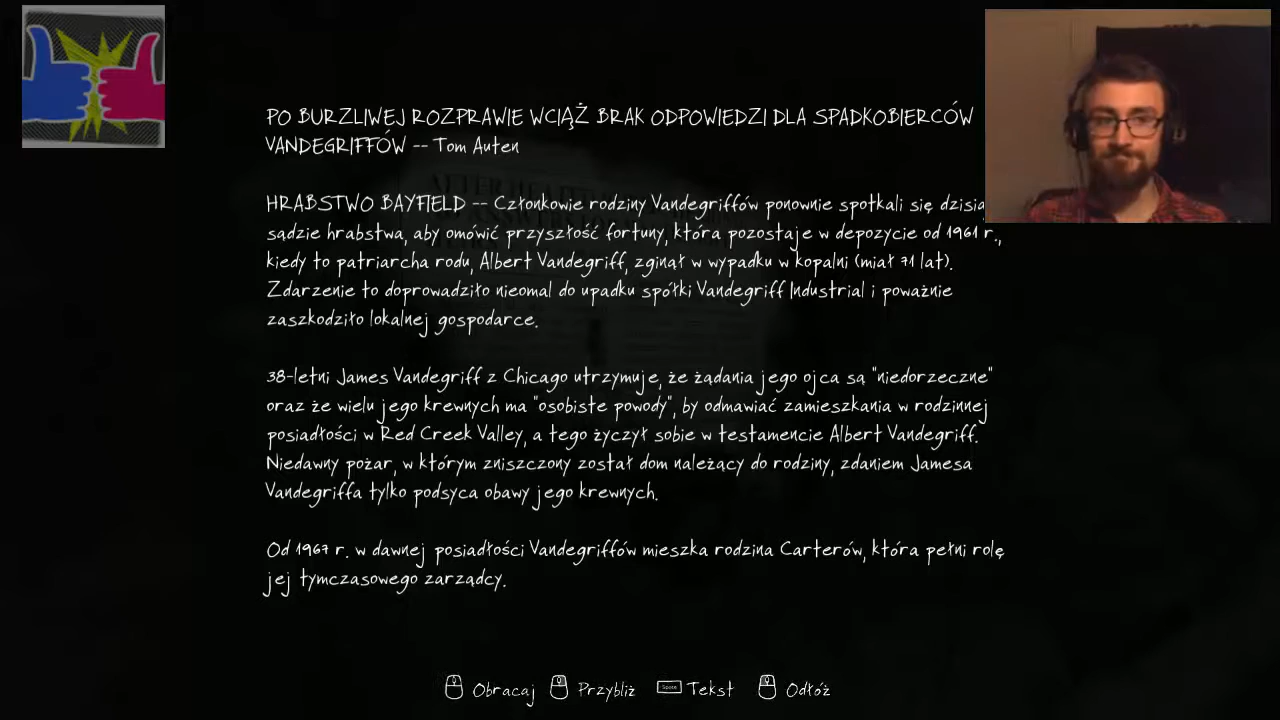 PO BURZLIWEJ ROZPRAWIE WCIĄŻ BRAK ODPOWIEDZI DLA SPADKOBIERCÓW
VANDEGRIFFÓW -- Tom Auten
HRABSTWO BAYFIELD -- Członkowie rodziny Vandegriffów ponownie spotkali się
sądzie hrabstwa, aby omówić przyszłość fortuny, która pozostaje w depozycie od 1961 r.,
kiedy to patriarcha rodu, Albert Vandegriff, zginął w wypadku w kopalni (miał 71 lat).
Zdarzenie to doprowadziło nieomal do upadku spółki Vandegriff Industrial i poważnie
zaszkodziło lokalnej gospodarce.
38-letni James Vandegriff z Chicago utrzymuje, że żądania jego ojca są "niedorzeczne"
oraz że wielu jego krewnych ma "osobiste powody", by odmawiać zamieszkania w rodzinnej
posiadłości w Red Creek Valley, a tego życzył sobie w testamencie Albert Vandegriff.
Niedawny pożar, w którym zniszczony został dom należący do rodziny, zdaniem Jamesa
Vandegriffa tylko podsyca obawy jego krewnych.
Od 1967 r. w dawnej posiadłości Vandegriffów mieszka rodzina Carterów, która pełni rolę
jej tymczasowego zarządcy.
Obracaj Przybliż Space Tekst Odłóż